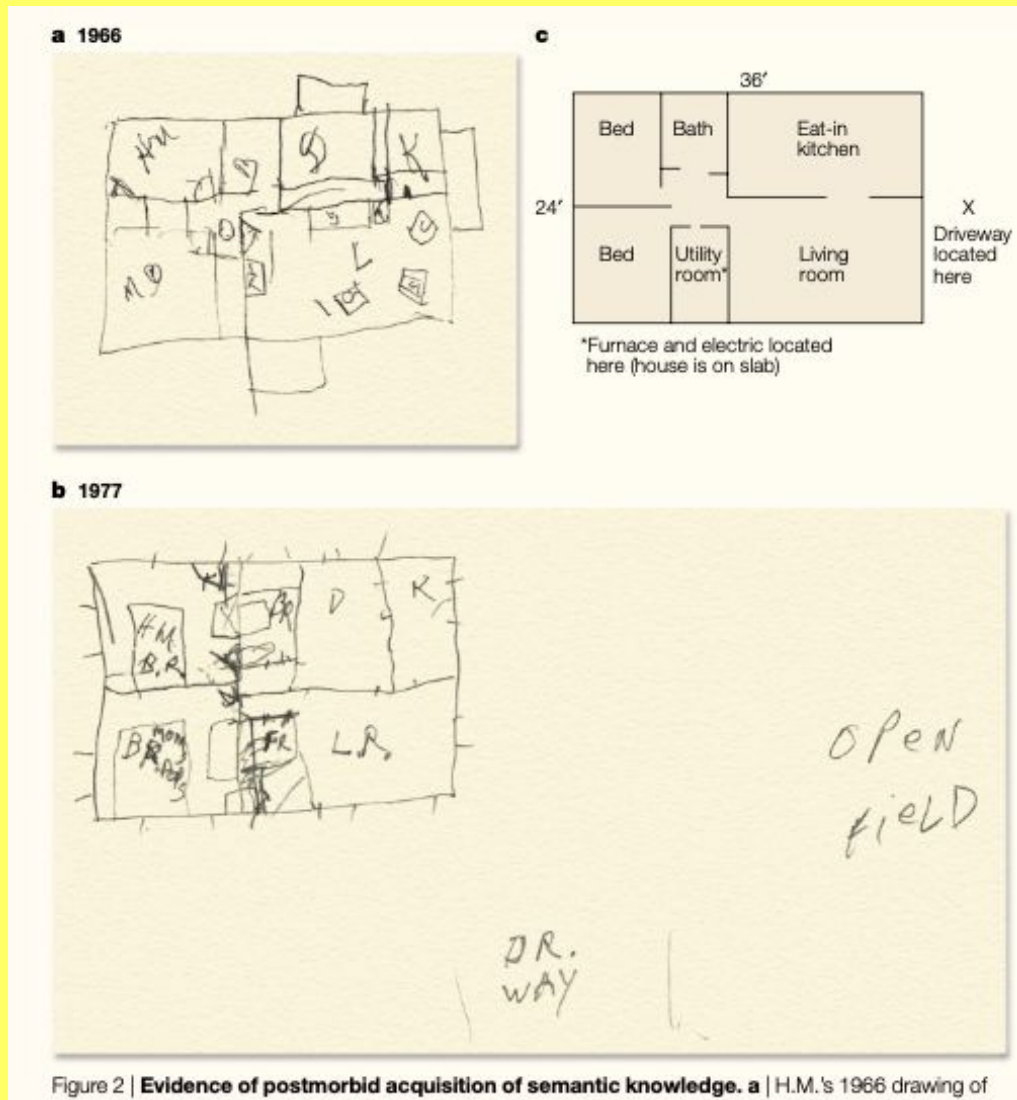 a 1966
HM
B
D
K
M
L
c
36'
Bed
Bath
Eat-in
kitchen
24'
X
Driveway
located
here
Bed
Utility
room*
Living
room
*Furnace and electric located
here (house is on slab)
b 1977
H.M.
B.R.
BR
D
K
BR
FR
L.R.
OPEN
FiELD
DR.
WAY
Figure 2 | Evidence of postmorbid acquisition of semantic knowledge. a | H.M.'s 1966 drawing of